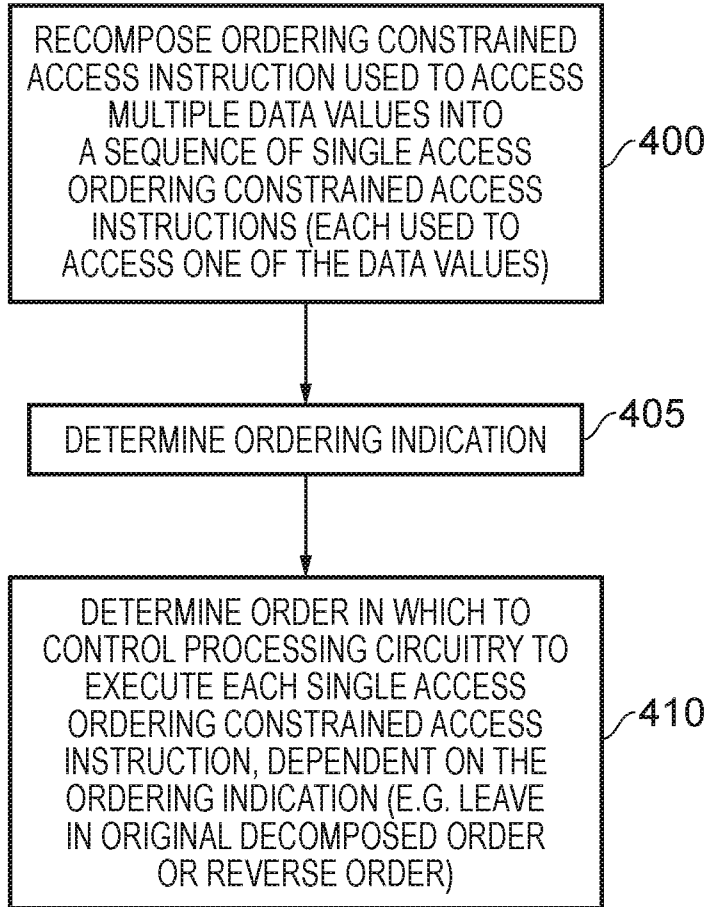 RECOMPOSE ORDERING CONSTRAINED
ACCESS INSTRUCTION USED TO ACCESS
MULTIPLE DATA VALUES INTO
A SEQUENCE OF SINGLE ACCESS
ORDERING CONSTRAINED ACCESS
INSTRUCTIONS (EACH USED TO
ACCESS ONE OF THE DATA VALUES)
400
DETERMINE ORDERING INDICATION
405
DETERMINE ORDER IN WHICH TO
CONTROL PROCESSING CIRCUITRY TO
EXECUTE EACH SINGLE ACCESS
ORDERING CONSTRAINED ACCESS
INSTRUCTION, DEPENDENT ON THE
ORDERING INDICATION (E.G. LEAVE
IN ORIGINAL DECOMPOSED ORDER
OR REVERSE ORDER)
410